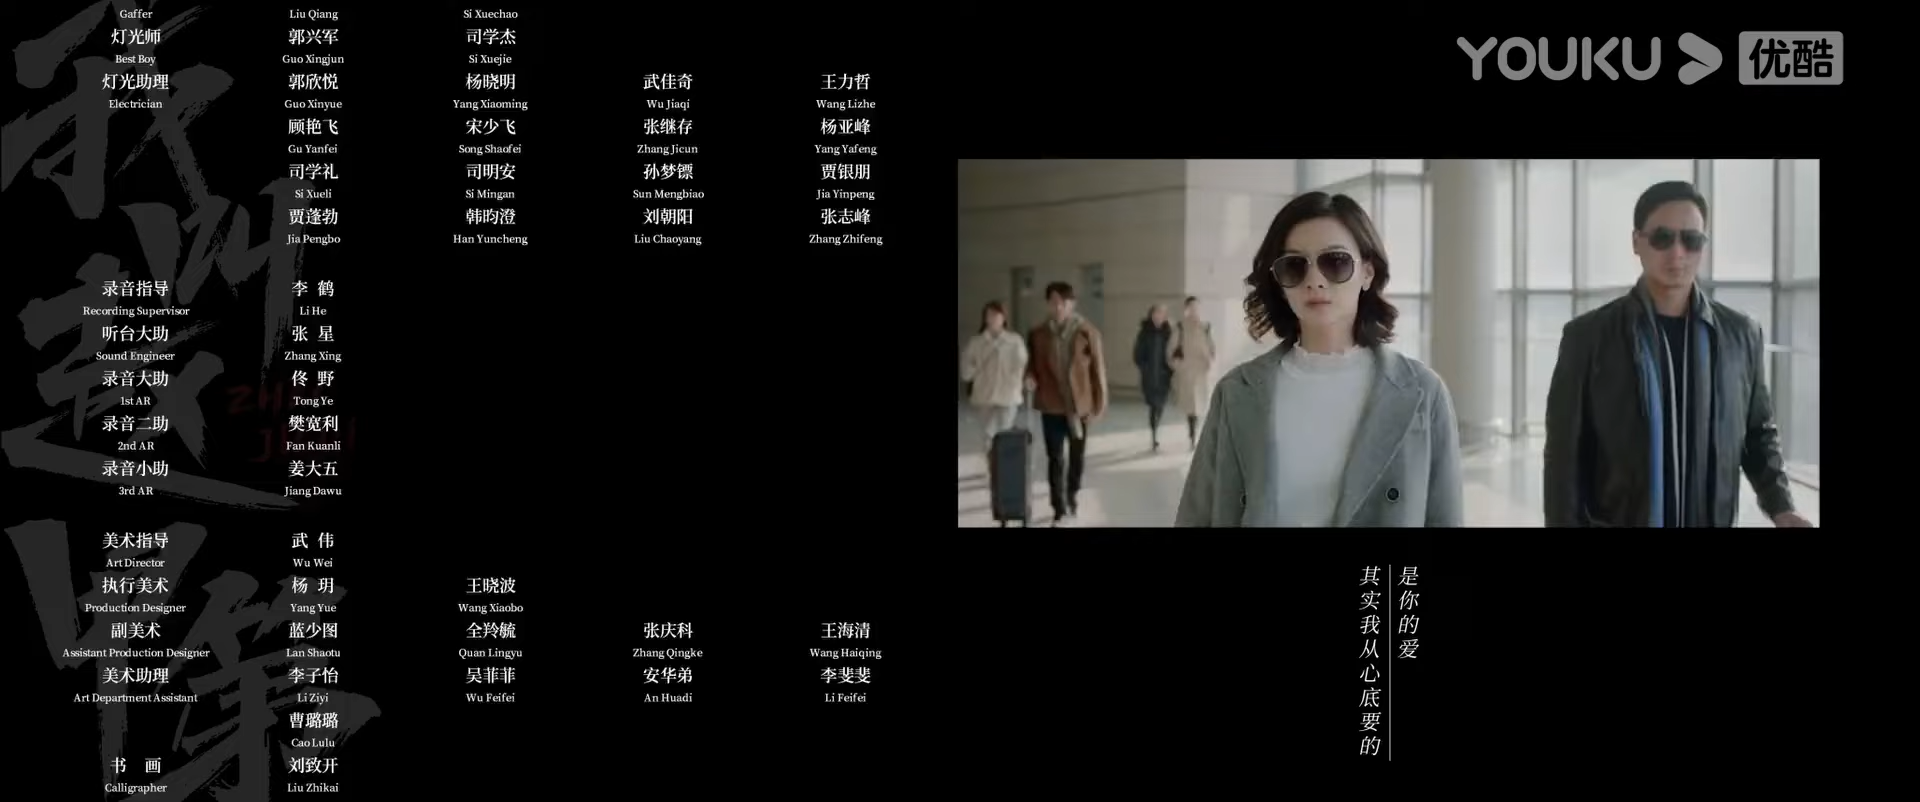 Gaffer Liu Qiang Si Xuechao
灯光师 郭兴军 司学杰
Best Boy Guo Xingjun Si Xuejie
灯光助理 郭欣悦 杨晓明 武佳奇 王力哲
Electrician Guo Xinyue Yang Xiaoming Wu Jiaqi Wang Lizhe
顾艳飞 宋少飞 张继存 杨亚峰
Gu Yanfei Song Shaofei Zhang Jicun Yang Yafeng
司学礼 司明安 孙梦镖 贾银朋
Si Xueli Si Mingan Sun Mengbiao Jia Yinpeng
贾蓬勃 韩昀澄 刘朝阳 张志峰
Jia Pengbo Han Yuncheng Liu Chaoyang Zhang Zhifeng
录音指导 李 鹤
Recording Supervisor Li He
听台大助 张 星
Sound Engineer Zhang Xing
录音大助 佟 野
1st AR Tong Ye
录音二助 樊宽利
2nd AR Fan Kuanli
录音小助 姜大五
3rd AR Jiang Dawu
美术指导 武 伟
Art Director Wu Wei
执行美术 杨 玥 王晓波
Production Designer Yang Yue Wang Xiaobo
副美术 蓝少图 全羚毓 张庆科 王海清
Assistant Production Designer Lan Shaotu Quan Lingyu Zhang Qingke Wang Haiqing
美术助理 李子怡 吴菲菲 安华弟 李斐斐
Art Department Assistant Li Ziyi Wu Feifei An Huadi Li Feifei
曹璐璐
Cao Lulu
书 画 刘致开
Calligrapher Liu Zhikai
我叫赵甲第
YOUKU 优酷
是你的爱
其实我从心底要的